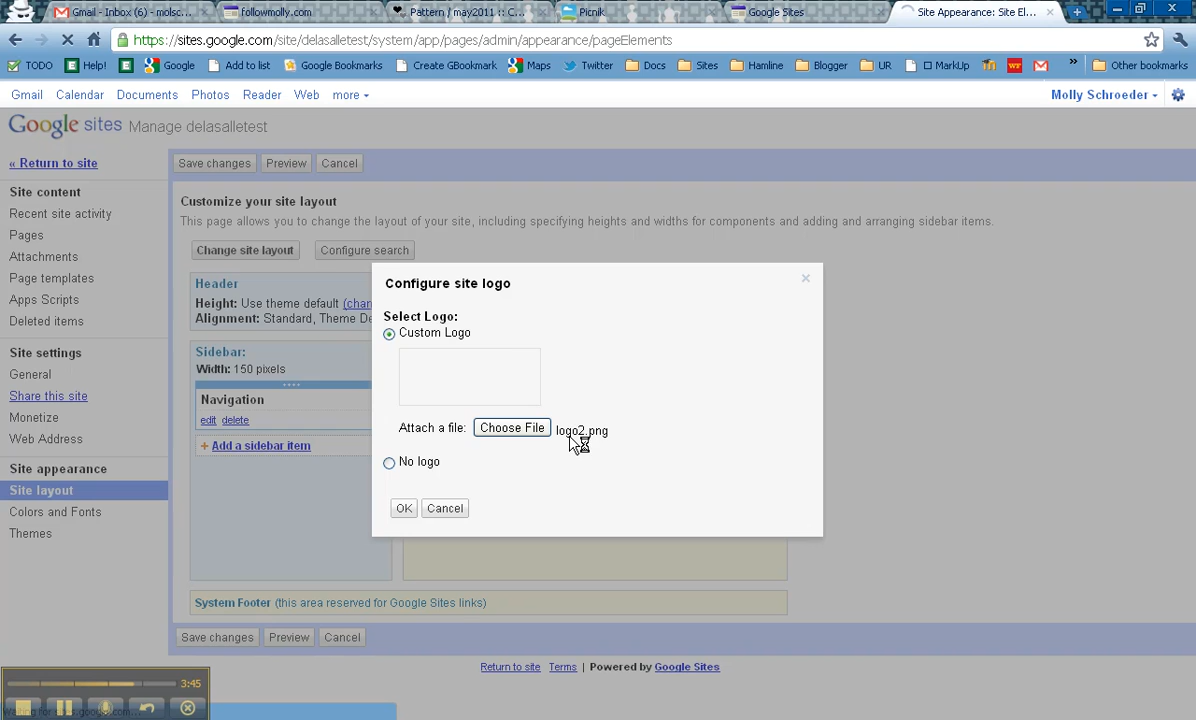 Gmail - Inbox (6) - molsc... × followmolly.com × Pattern / may2011 :: C... × Picnik × Google Sites × Site Appearance: Site El... ×
https://sites.google.com/site/delasalletest/system/app/pages/admin/appearance/pageElements
TODO Help! Google Add to list Google Bookmarks Create GBookmark Maps Twitter Docs Sites Hamline Blogger UR MarkUp WF » Other bookmarks
Gmail Calendar Documents Photos Reader Web more Molly Schroeder
Google sites Manage delasalletest
« Return to site Save changes Preview Cancel
Site content
Recent site activity
Pages
Attachments
Page templates
Apps Scripts
Deleted items
Site settings
General
Share this site
Monetize
Web Address
Site appearance
Site layout
Colors and Fonts
Themes
Customize your site layout
This page allows you to change the layout of your site, including specifying heights and widths for components and adding and arranging sidebar items.
Change site layout Configure search
Header
Height: Use theme default (char
Alignment: Standard, Theme De
Sidebar:
Width: 150 pixels
Navigation
edit delete
+ Add a sidebar item
Configure site logo ×
Select Logo:
Custom Logo
Attach a file: Choose File logo2.png
No logo
OK Cancel
System Footer (this area reserved for Google Sites links)
Save changes Preview Cancel
Return to site Terms | Powered by Google Sites
3:45